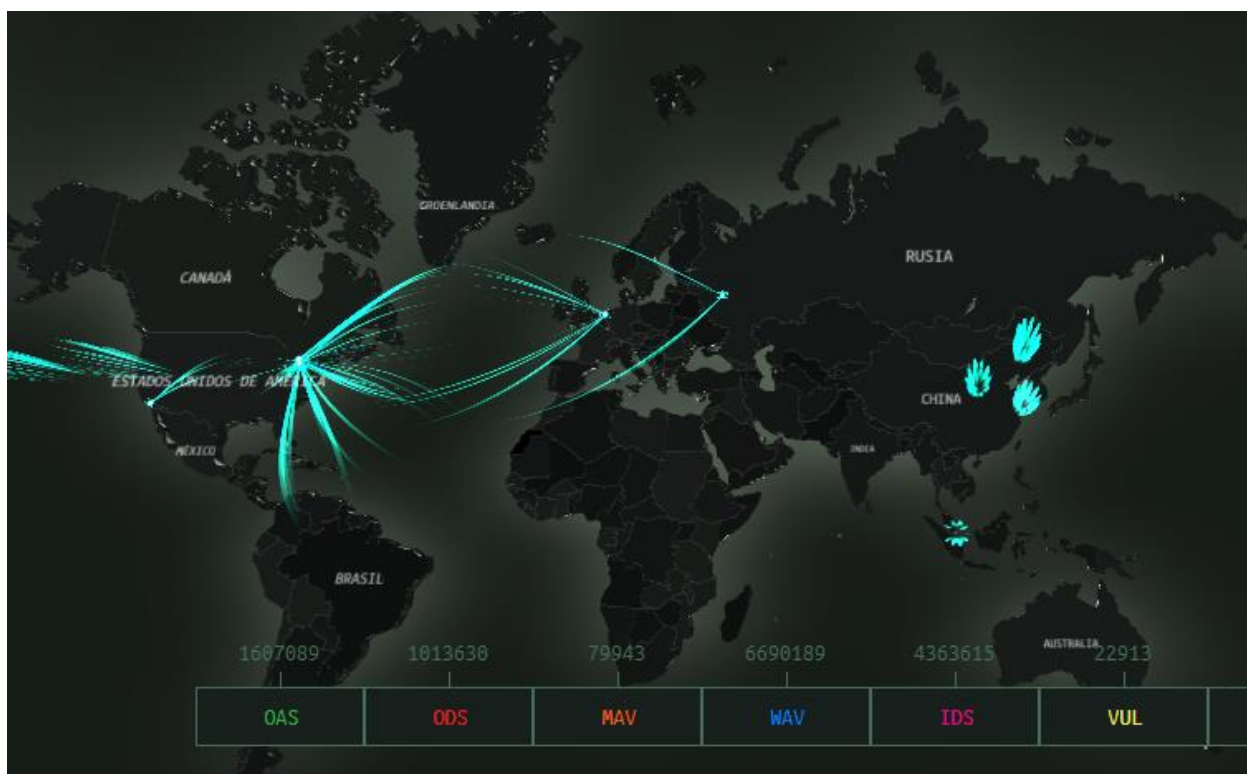 GROENLANDIA
RUSIA
CANADÁ
ESTADOS UNIDOS DE AMÉRICA
CHINA
MÉXICO
INDIA
BRASIL
AUSTRALIA
1607089 1013630 79943 6690189 4363615 22913
OAS ODS MAV WAV IDS VUL